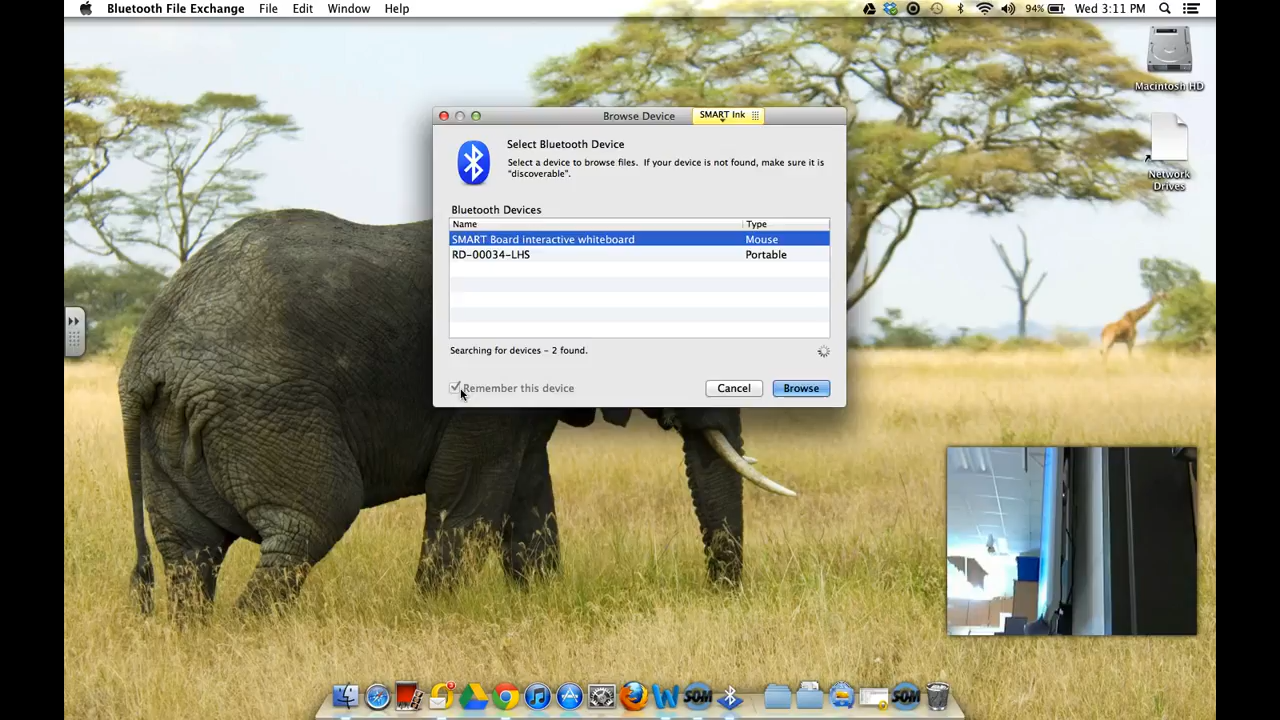 Bluetooth File Exchange File Edit Window Help 94% Wed 3:11 PM
Macintosh HD
Network
Drives
Browse Device SMART Ink
Select Bluetooth Device
Select a device to browse files. If your device is not found, make sure it is
"discoverable".
Bluetooth Devices
Name Type
SMART Board interactive whiteboard Mouse
RD-00034-LHS Portable
Searching for devices - 2 found.
Remember this device Cancel Browse
SOM SOM